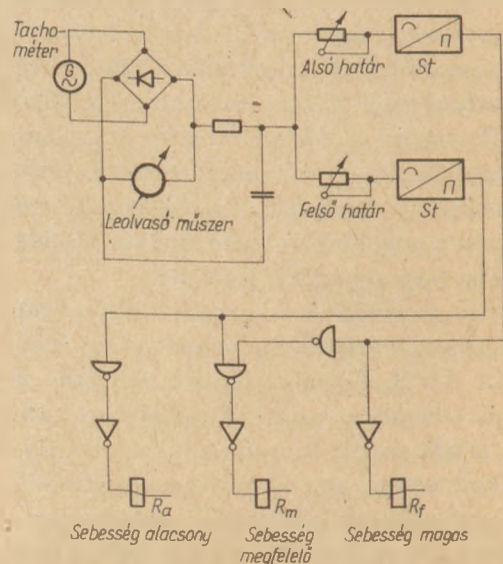 Tacho-
méter
G
Alsó határ
St
Leolvasó műszer
Felső határ
St
Π
Π
Ra
Rm
Rf
Sebesség alacsony
Sebesség
megfelelő
Sebesség magas